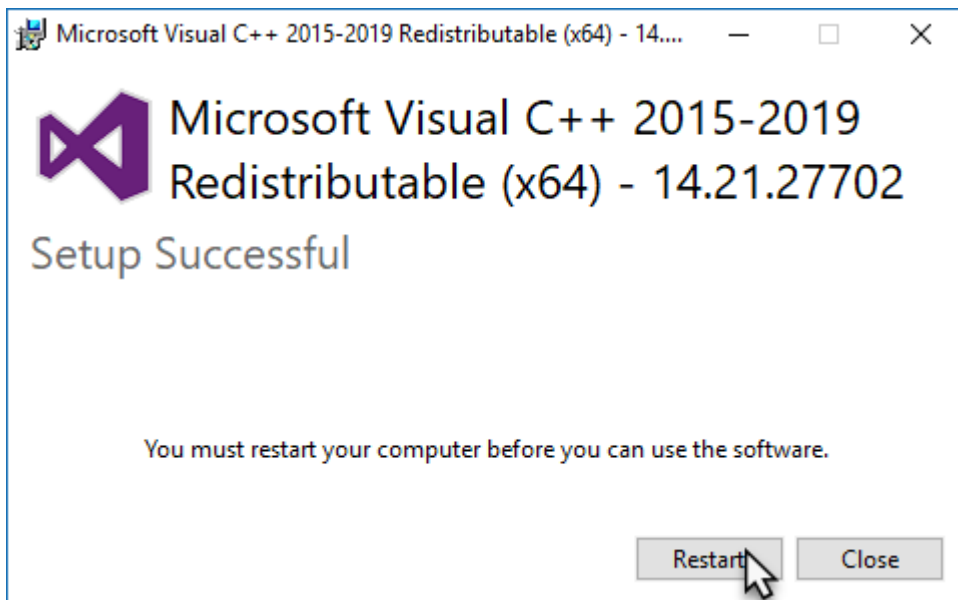 Microsoft Visual C++ 2015-2019 Redistributable (x64) - 14....
Microsoft Visual C++ 2015-2019
Redistributable (x64) - 14.21.27702
Setup Successful
You must restart your computer before you can use the software.
Restart
Close